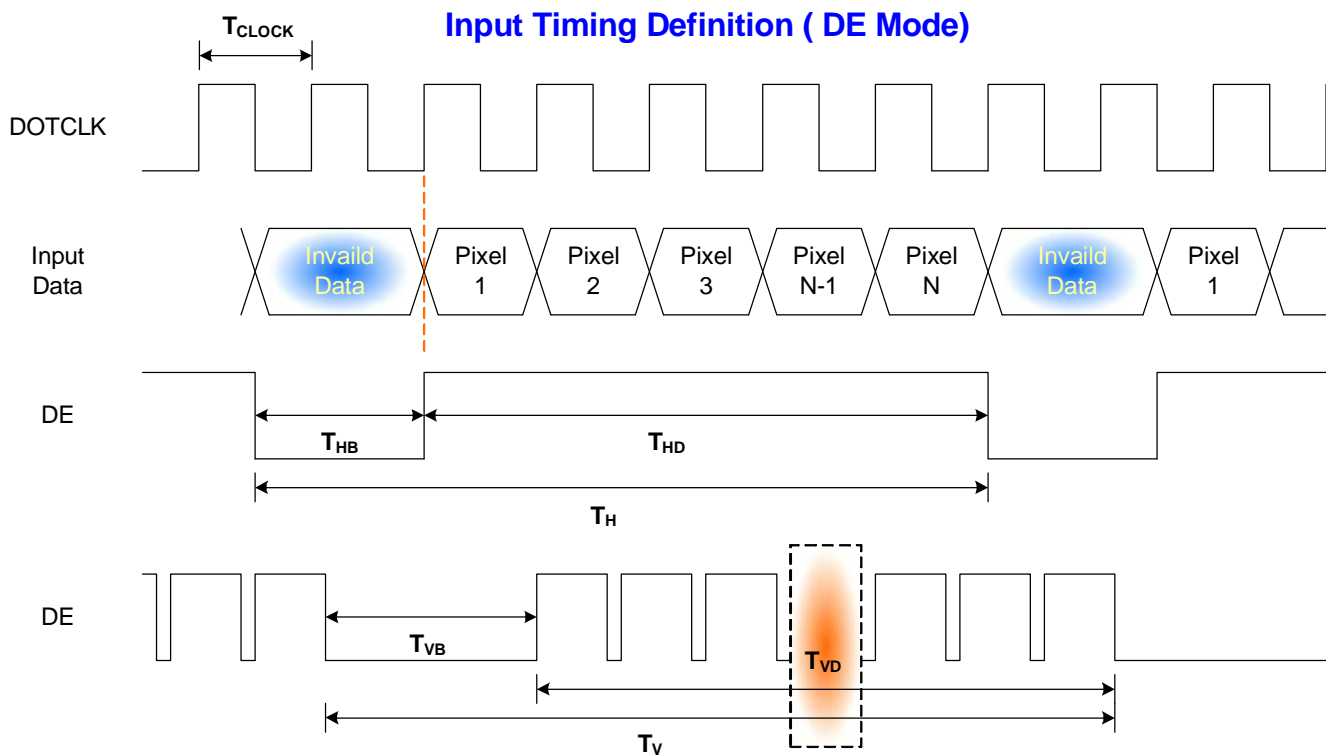 Input Timing Definition ( DE Mode)
TCLOCK
DOTCLK
Input
Data
Invaild
Data
Pixel
1
Pixel
2
Pixel
3
Pixel
N-1
Pixel
N
Invaild
Data
Pixel
1
DE
THB
THD
TH
DE
TVB
TVD
TV